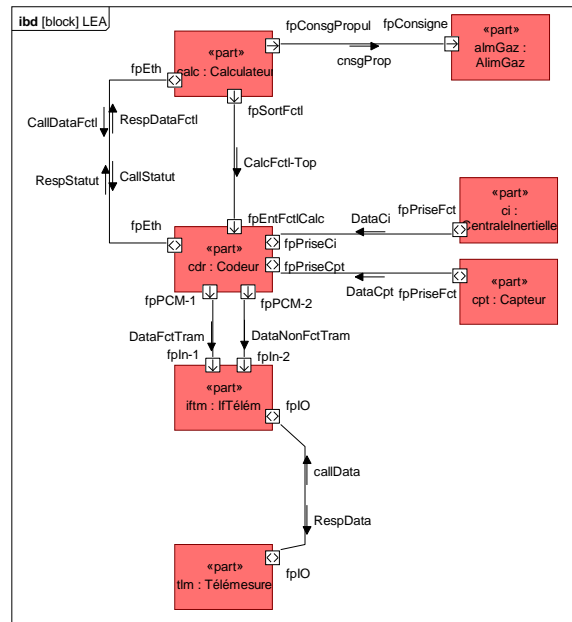 ibd [block] LEA
«part»
calc : Calculateur
fpConsgPropul
cnsgProp
fpConsigne
«part»
almGaz :
AlimGaz
fpEth
fpSortFctl
CallDataFctl
RespDataFctl
CalcFctl-Top
RespStatut
CallStatut
fpEth
fpEntFctlCalc
«part»
cdr : Codeur
fpPriseCi
DataCi
fpPriseFct
«part»
ci :
CentraleInertielle
fpPriseCpt
DataCpt
fpPriseFct
«part»
cpt : Capteur
fpPCM-1
fpPCM-2
DataFctTram
DataNonFctTram
fpIn-1
fpIn-2
«part»
iftm : IfTélém
fpIO
callData
RespData
«part»
tlm : Télémesure
fpIO